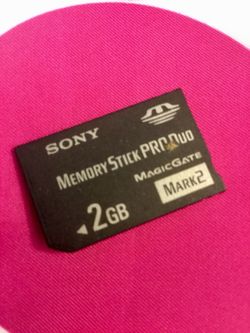 SONY
MEMORY STICK PRO DUO
MAGICGATE
MARK2
2GB